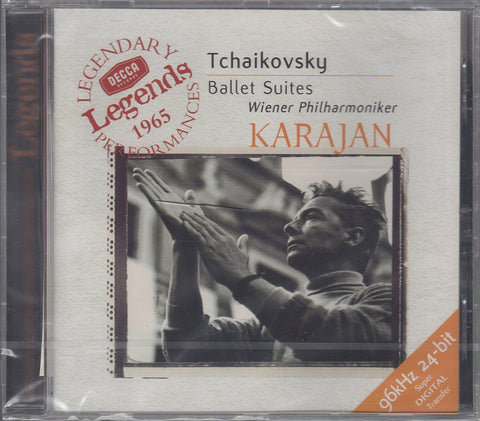 LEGENDARY
DECCA
Legends
1965
PERFORMANCES
Tchaikovsky
Ballet Suites
Wiener Philharmoniker
KARAJAN
96kHz 24-bit
Super
DIGITAL
Transfer
Legends